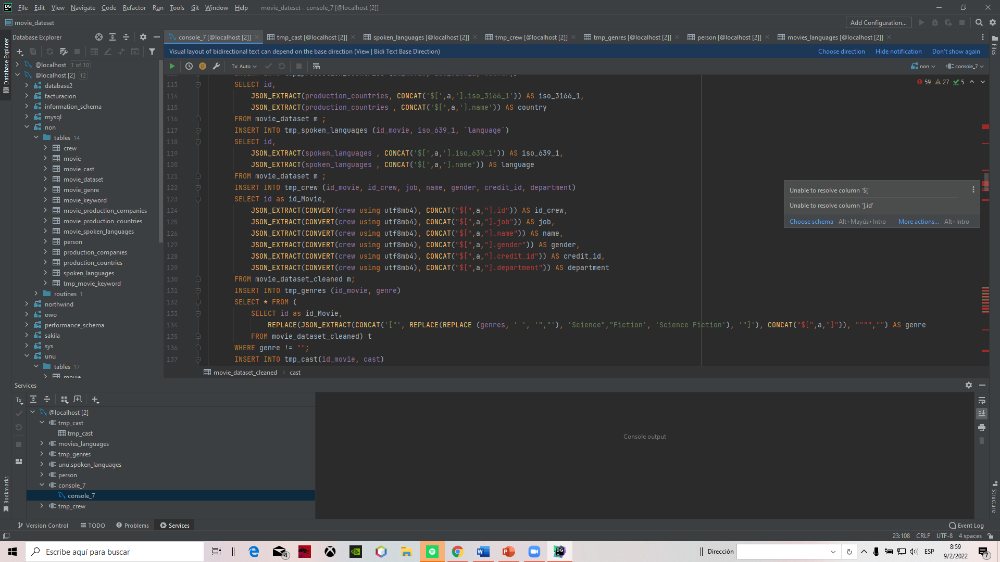 File Edit View Navigate Code Refactor Run Tools Git Window Help movie_dateset - console_7 [@localhost [2]]
movie_dateset
Add Configuration...
Database Explorer
console_7 [@localhost [2]]
tmp_cast [@localhost [2]]
spoken_languages [@localhost [2]]
tmp_crew [@localhost [2]]
tmp_genres [@localhost [2]]
person [@localhost [2]]
movies_languages [@localhost [2]]
Visual layout of bidirectional text can depend on the base direction (View | Bidi Text Base Direction)
Choose direction Hide notification Don't show again
Tx: Auto
non
console_7
Database Explorer
Bookmarks
Files
Structure
@localhost 1 of 10
@localhost [2] 12
database2
facturacion
information_schema
mysql
non
tables 14
crew
movie
movie_cast
movie_dataset
movie_genre
movie_keyword
movie_production_companies
movie_production_countries
movie_spoken_languages
person
production_companies
production_countries
spoken_languages
tmp_movie_keyword
routines 1
northwind
owo
performance_schema
sakila
sys
unu
tables 17
movie
59 27 5
113 SELECT id,
114 JSON_EXTRACT(production_countries, CONCAT('$[',a,'].iso_3166_1')) AS iso_3166_1,
115 JSON_EXTRACT(production_countries , CONCAT('$[',a,'].name')) AS country
116 FROM movie_dataset m ;
117 INSERT INTO tmp_spoken_languages (id_movie, iso_639_1, `language`)
118 SELECT id,
119 JSON_EXTRACT(spoken_languages , CONCAT('$[',a,'].iso_639_1')) AS iso_639_1,
120 JSON_EXTRACT(spoken_languages , CONCAT('$[',a,'].name')) AS language
121 FROM movie_dataset m ;
122 INSERT INTO tmp_crew (id_movie, id_crew, job, name, gender, credit_id, department)
123 SELECT id as id_Movie,
124 JSON_EXTRACT(CONVERT(crew using utf8mb4), CONCAT("$[",a,"].id")) AS id_crew,
125 JSON_EXTRACT(CONVERT(crew using utf8mb4), CONCAT("$[",a,"].job")) AS job,
126 JSON_EXTRACT(CONVERT(crew using utf8mb4), CONCAT("$[",a,"].name")) AS name,
127 JSON_EXTRACT(CONVERT(crew using utf8mb4), CONCAT("$[",a,"].gender")) AS gender,
128 JSON_EXTRACT(CONVERT(crew using utf8mb4), CONCAT("$[",a,"].credit_id")) AS credit_id,
129 JSON_EXTRACT(CONVERT(crew using utf8mb4), CONCAT("$[",a,"].department")) AS department
130 FROM movie_dataset_cleaned m;
131 INSERT INTO tmp_genres (id_movie, genre)
132 SELECT * FROM (
133 SELECT id as id_Movie,
134 REPLACE(JSON_EXTRACT(CONCAT('["', REPLACE(REPLACE (genres, ' ', '","'), 'Science","Fiction', 'Science Fiction'), '"]'), CONCAT("$[",a,"]")), """","") AS genre
135 FROM movie_dataset_cleaned) t
136 WHERE genre != "";
137 INSERT INTO tmp_cast(id_movie, cast)
Unable to resolve column '$['
Unable to resolve column '].id'
Choose schema Alt+Mayús+Intro More actions... Alt+Intro
movie_dataset_cleaned cast
Services
Tx
@localhost [2]
tmp_cast
tmp_cast
movies_languages
tmp_genres
unu.spoken_languages
person
console_7
console_7
tmp_crew
Console output
Version Control TODO Problems Services
Event Log
23:108 CRLF UTF-8 4 spaces
Escribe aquí para buscar
4
Dirección
ESP
8:59
9/2/2022
7